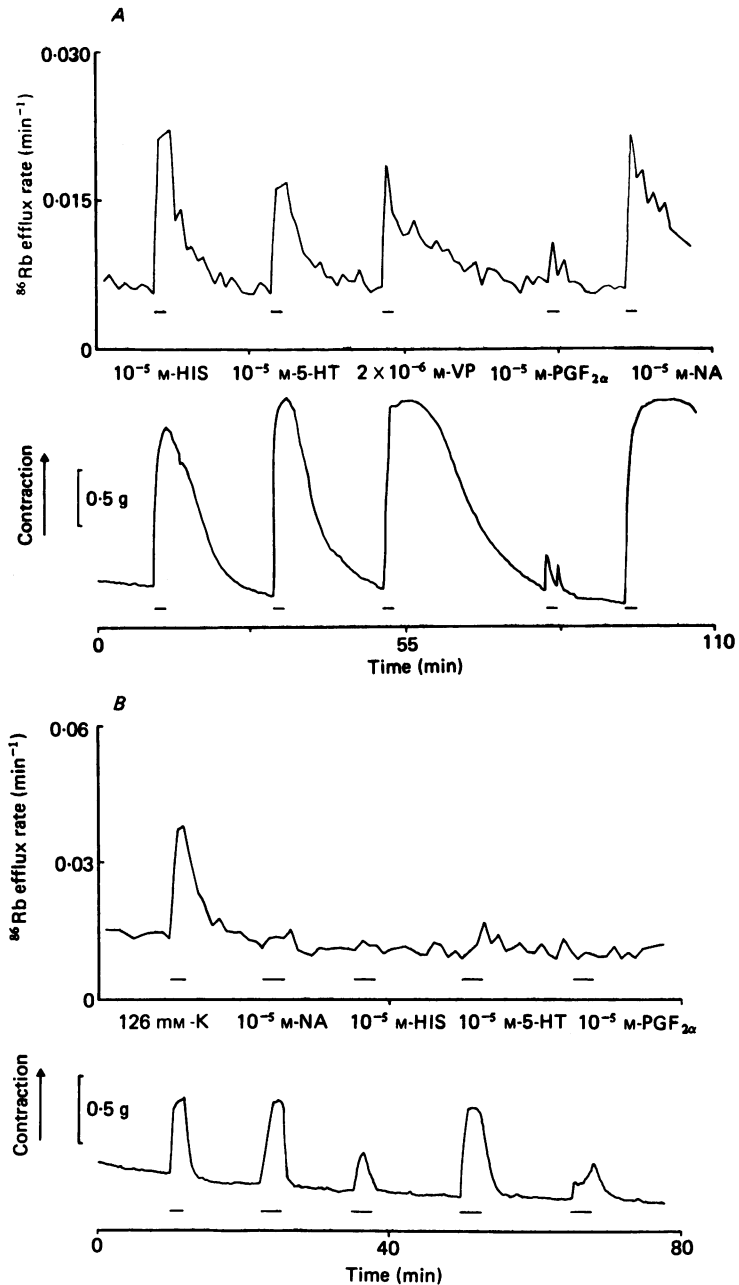 A
0·030
0·015
0
⁸⁶Rb efflux rate (min⁻¹)
10⁻⁵ M-HIS 10⁻⁵ M-5-HT 2 × 10⁻⁶ M-VP 10⁻⁵ M-PGF₂α 10⁻⁵ M-NA
Contraction
0·5 g
0 55 110
Time (min)
B
0·06
0·03
0
⁸⁶Rb efflux rate (min⁻¹)
126 mM-K 10⁻⁵ M-NA 10⁻⁵ M-HIS 10⁻⁵ M-5-HT 10⁻⁵ M-PGF₂α
Contraction
0·5 g
0 40 80
Time (min)